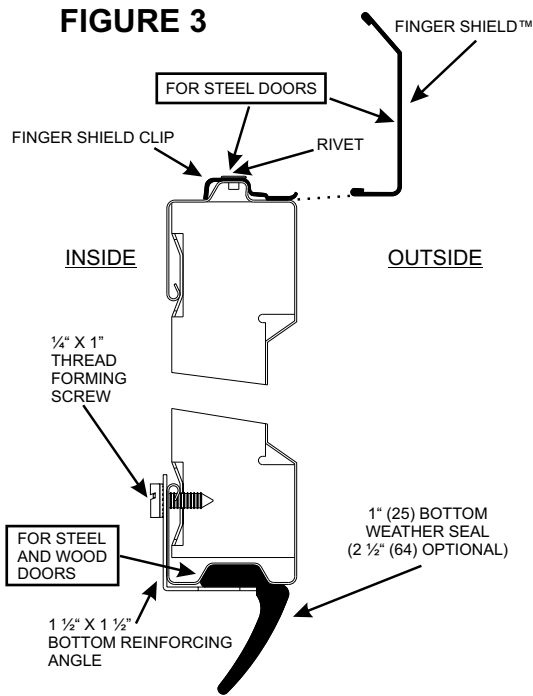 FIGURE 3
FINGER SHIELD™
FOR STEEL DOORS
FINGER SHIELD CLIP
RIVET
INSIDE
OUTSIDE
¼“ X 1”
THREAD
FORMING
SCREW
1“ (25) BOTTOM
WEATHER SEAL
(2 ½“ (64) OPTIONAL)
FOR STEEL
AND WOOD
DOORS
1 ½“ X 1 ½”
BOTTOM REINFORCING
ANGLE